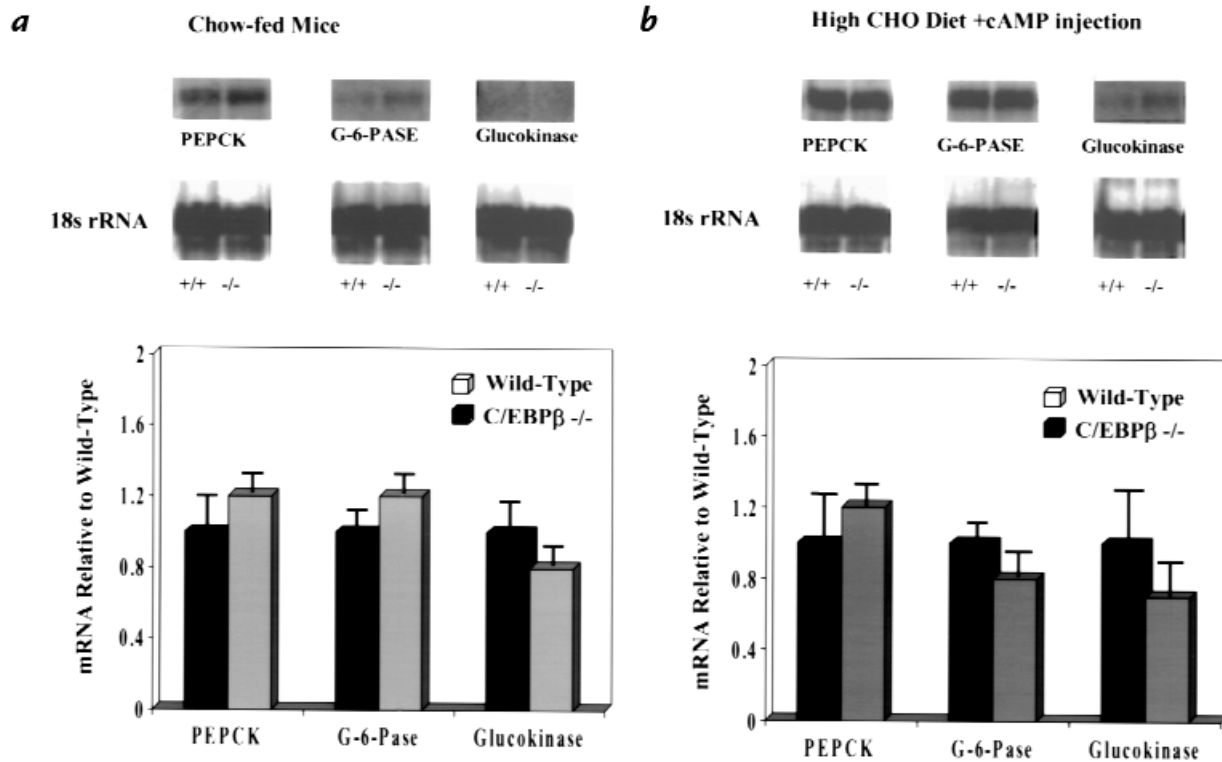 a
Chow-fed Mice
PEPCK
G-6-PASE
Glucokinase
18s rRNA
+/+ -/-
+/+ -/-
+/+ -/-
mRNA Relative to Wild-Type
2
1.6
1.2
0.8
0.4
0
Wild-Type
C/EBPβ -/-
PEPCK
G-6-Pase
Glucokinase
b
High CHO Diet +cAMP injection
PEPCK
G-6-PASE
Glucokinase
18s rRNA
+/+ -/-
+/+ -/-
+/+ -/-
mRNA Relative to Wild-Type
2
1.6
1.2
0.8
0.4
0
Wild-Type
C/EBPβ -/-
PEPCK
G-6-Pase
Glucokinase